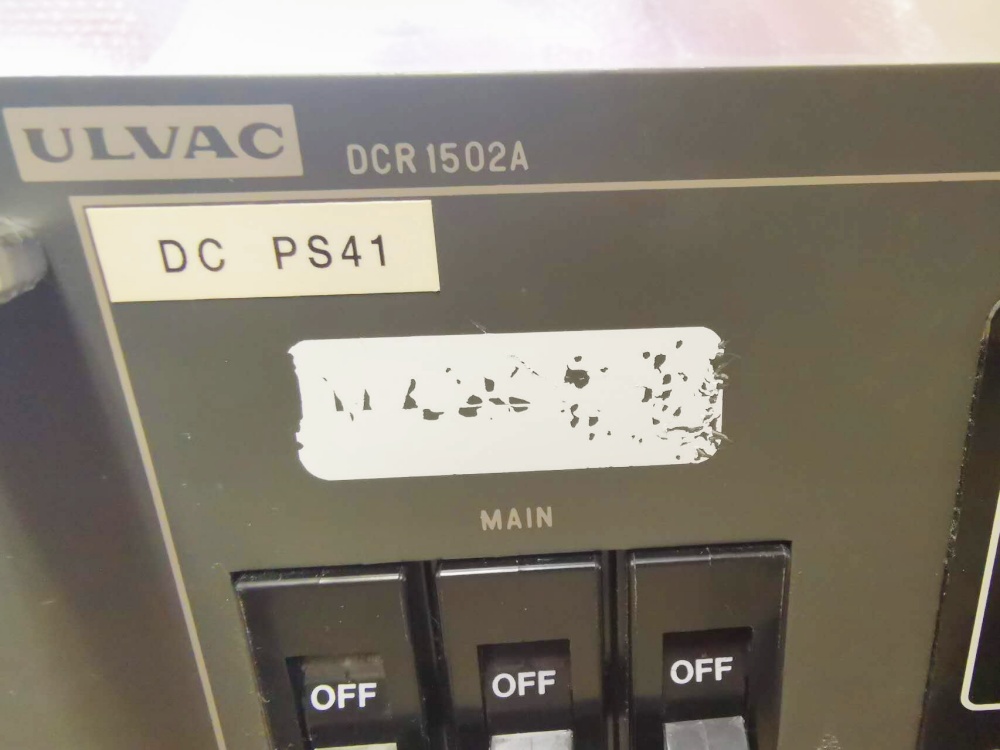 ULVAC DCR1502A
DC PS41
MAIN
OFF OFF OFF